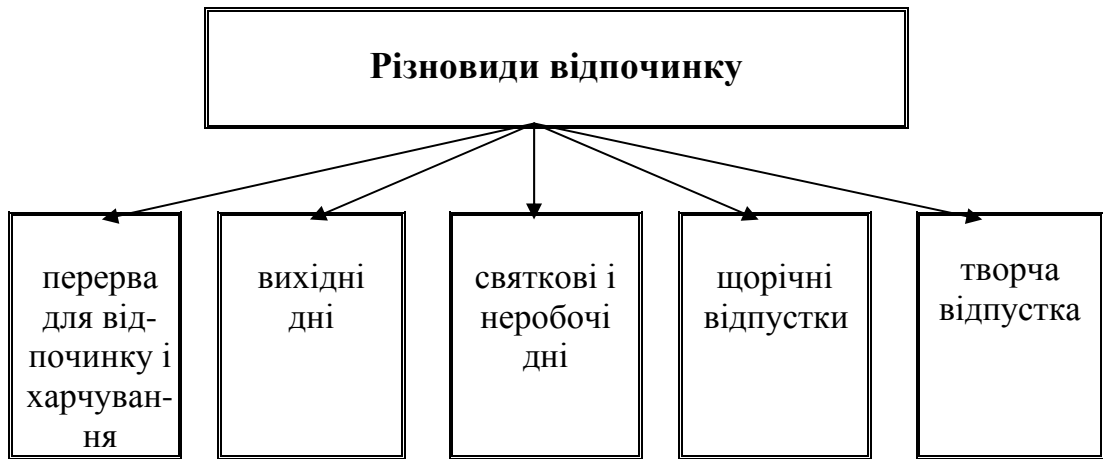 Різновиди відпочинку
перерва
для від-
починку і
харчуван-
ня
вихідні
дні
святкові і
неробочі
дні
щорічні
відпустки
творча
відпустка